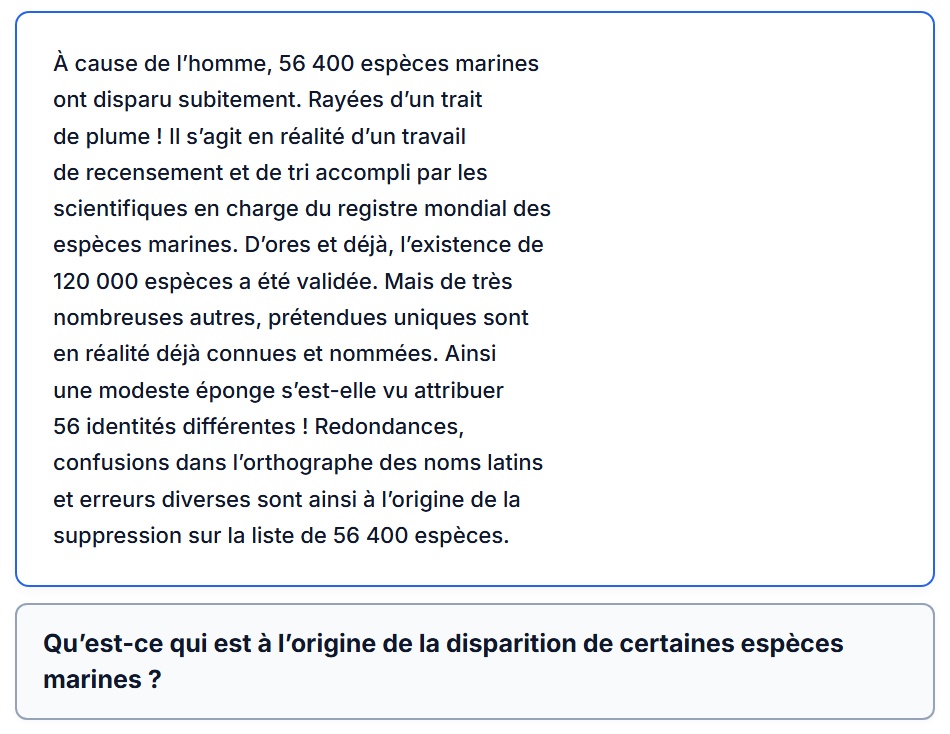 À cause de l’homme, 56 400 espèces marines
ont disparu subitement. Rayées d’un trait
de plume ! Il s’agit en réalité d’un travail
de recensement et de tri accompli par les
scientifiques en charge du registre mondial des
espèces marines. D’ores et déjà, l’existence de
120 000 espèces a été validée. Mais de très
nombreuses autres, prétendues uniques sont
en réalité déjà connues et nommées. Ainsi
une modeste éponge s’est-elle vu attribuer
56 identités différentes ! Redondances,
confusions dans l’orthographe des noms latins
et erreurs diverses sont ainsi à l’origine de la
suppression sur la liste de 56 400 espèces.
Qu’est-ce qui est à l’origine de la disparition de certaines espèces
marines ?